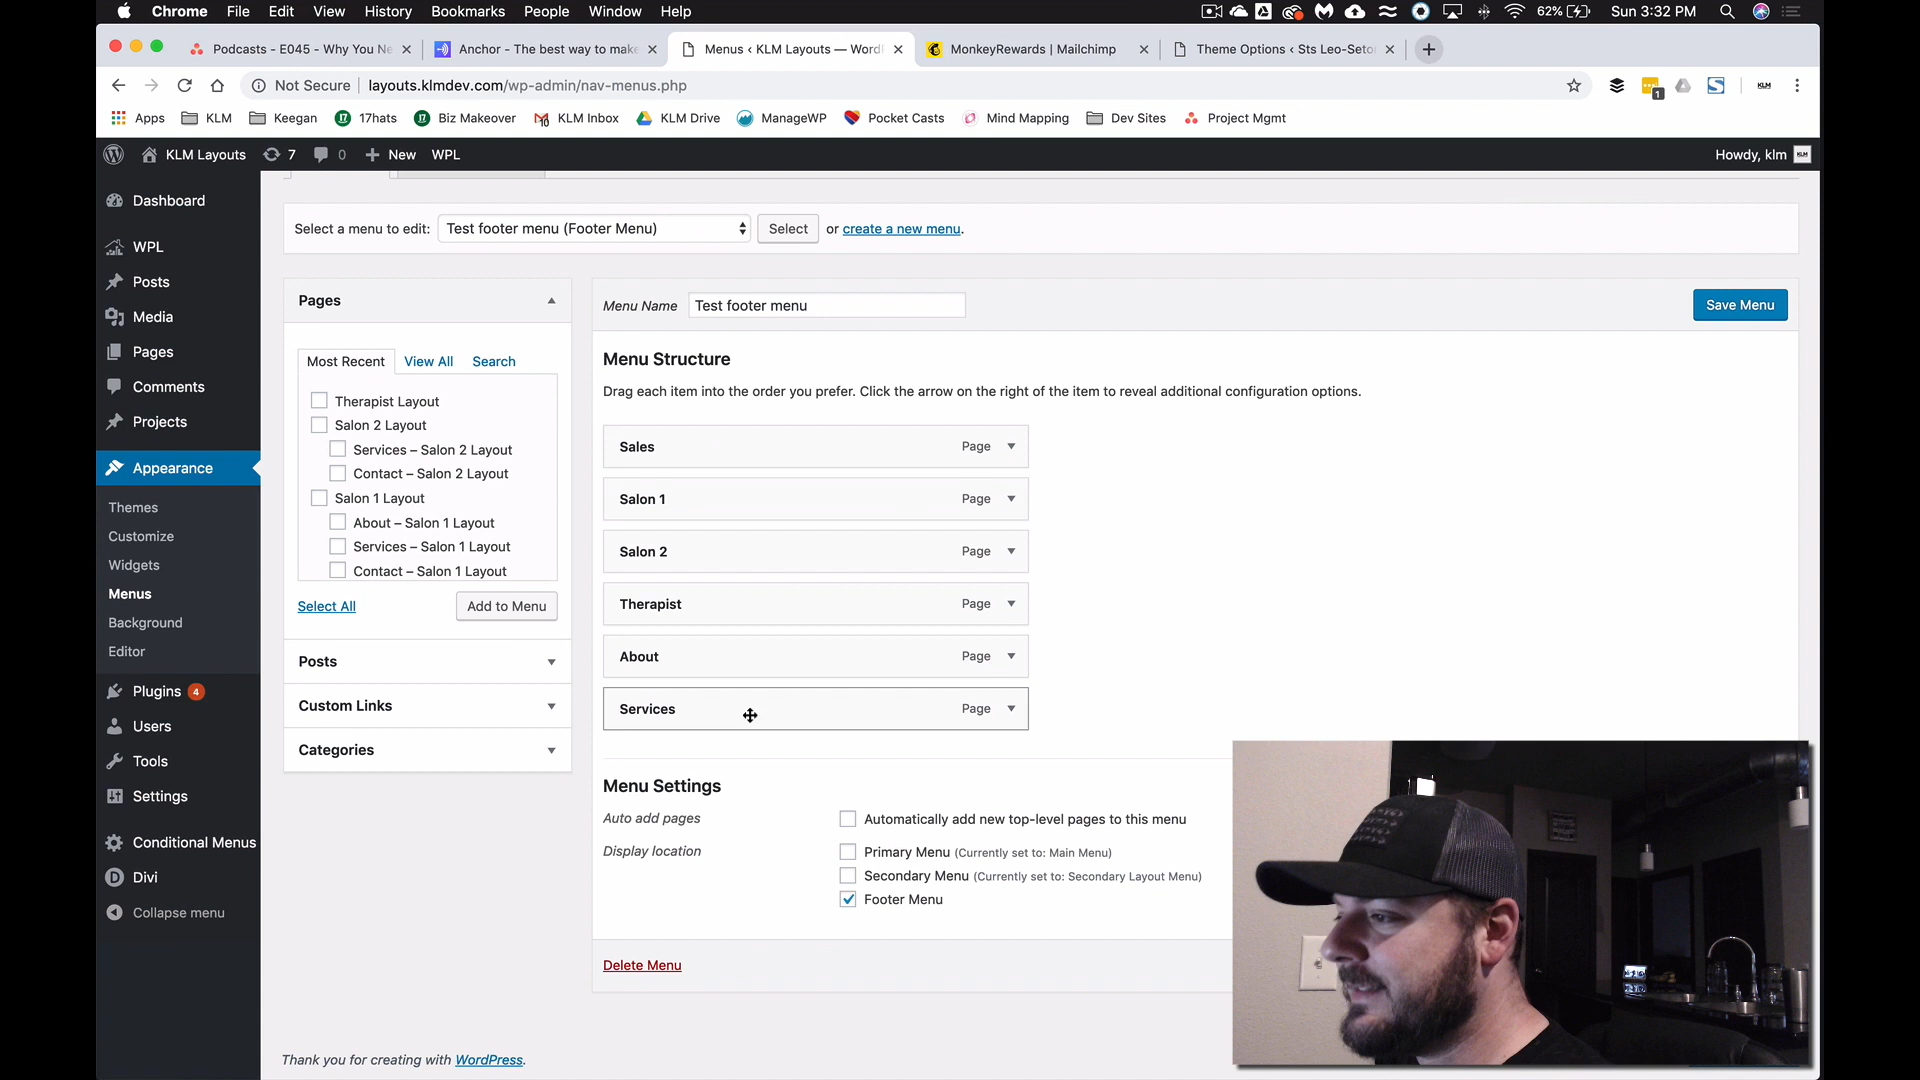 Chrome File Edit View History Bookmarks People Window Help 62% Sun 3:32 PM
Podcasts - E045 - Why You Ne Anchor - The best way to make Menus ‹ KLM Layouts — WordP MonkeyRewards | Mailchimp Theme Options ‹ Sts Leo-Seto
Not Secure layouts.klmdev.com/wp-admin/nav-menus.php 1 KLM
Apps KLM Keegan 17 17hats 17 Biz Makeover 10 KLM Inbox KLM Drive ManageWP Pocket Casts Mind Mapping Dev Sites Project Mgmt
KLM Layouts 7 0 New WPL Howdy, klm KLM
Dashboard
WPL
Posts
Media
Pages
Comments
Projects
Appearance
Themes
Customize
Widgets
Menus
Background
Editor
Plugins 4
Users
Tools
Settings
Conditional Menus
Divi
Collapse menu
Select a menu to edit: Test footer menu (Footer Menu) Select or create a new menu.
Pages
Most Recent View All Search
Therapist Layout
Salon 2 Layout
Services – Salon 2 Layout
Contact – Salon 2 Layout
Salon 1 Layout
About – Salon 1 Layout
Services – Salon 1 Layout
Contact – Salon 1 Layout
Select All Add to Menu
Posts
Custom Links
Categories
Menu Name Test footer menu Save Menu
Menu Structure
Drag each item into the order you prefer. Click the arrow on the right of the item to reveal additional configuration options.
Sales Page
Salon 1 Page
Salon 2 Page
Therapist Page
About Page
Services Page
Menu Settings
Auto add pages Automatically add new top-level pages to this menu
Display location Primary Menu (Currently set to: Main Menu)
Secondary Menu (Currently set to: Secondary Layout Menu)
Footer Menu
Delete Menu
Thank you for creating with WordPress.